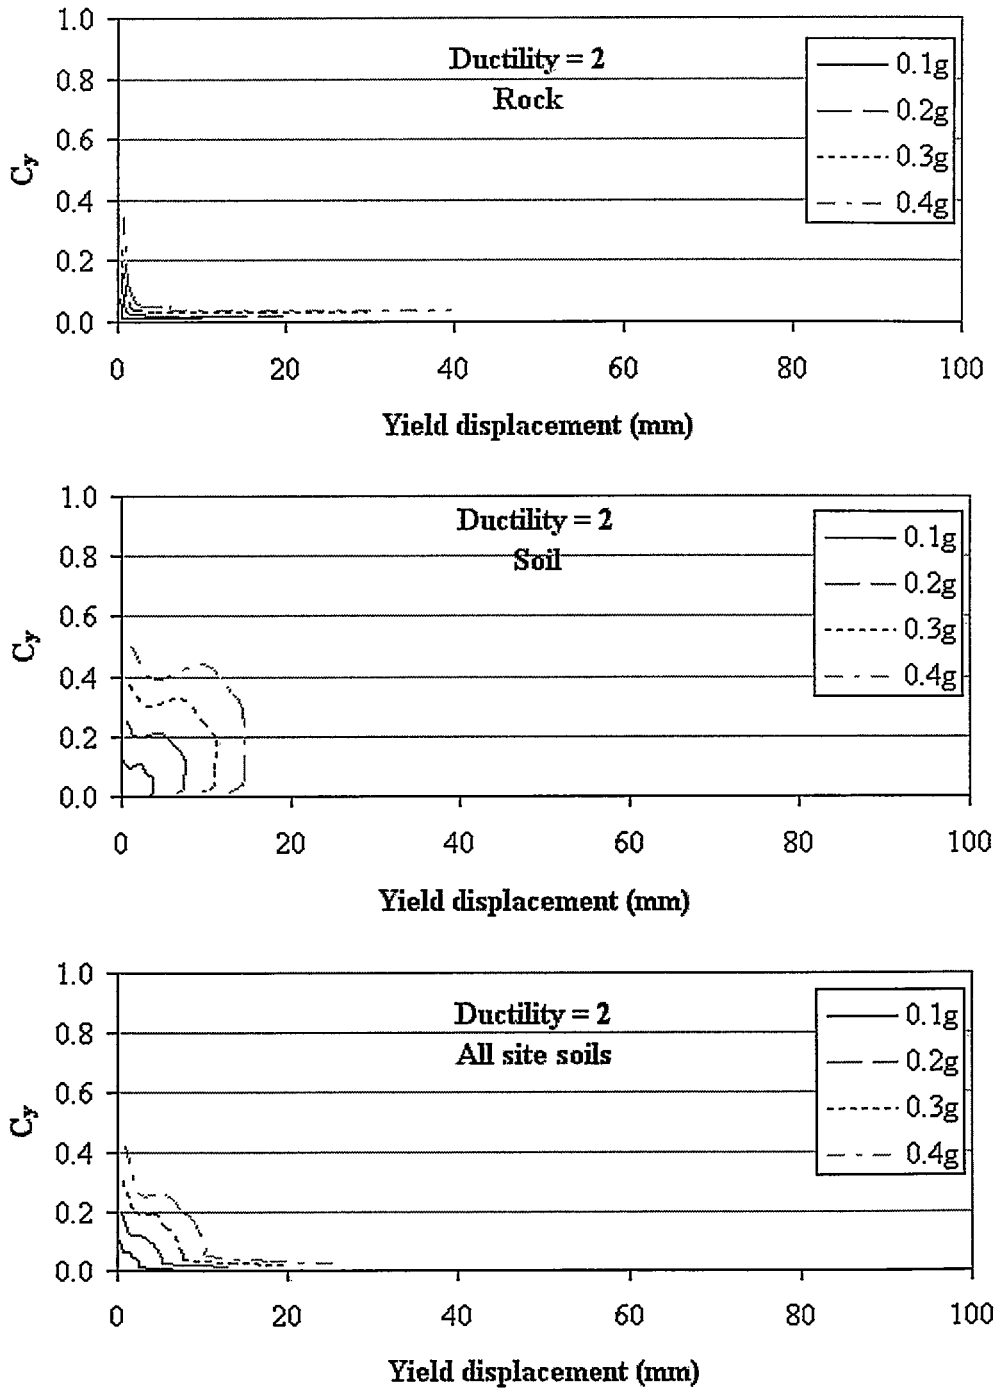 1.0
Ductility = 2
0.1g
0.8
Rock
0.2g
0.6
0.3g
C_y
0.4
0.4g
0.2
0.0
0 20 40 60 80 100
Yield displacement (mm)
1.0
Ductility = 2
0.1g
0.8
Soil
0.2g
0.6
0.3g
C_y
0.4
0.4g
0.2
0.0
0 20 40 60 80 100
Yield displacement (mm)
1.0
Ductility = 2
0.1g
0.8
All site soils
0.2g
0.6
0.3g
C_y
0.4
0.4g
0.2
0.0
0 20 40 60 80 100
Yield displacement (mm)